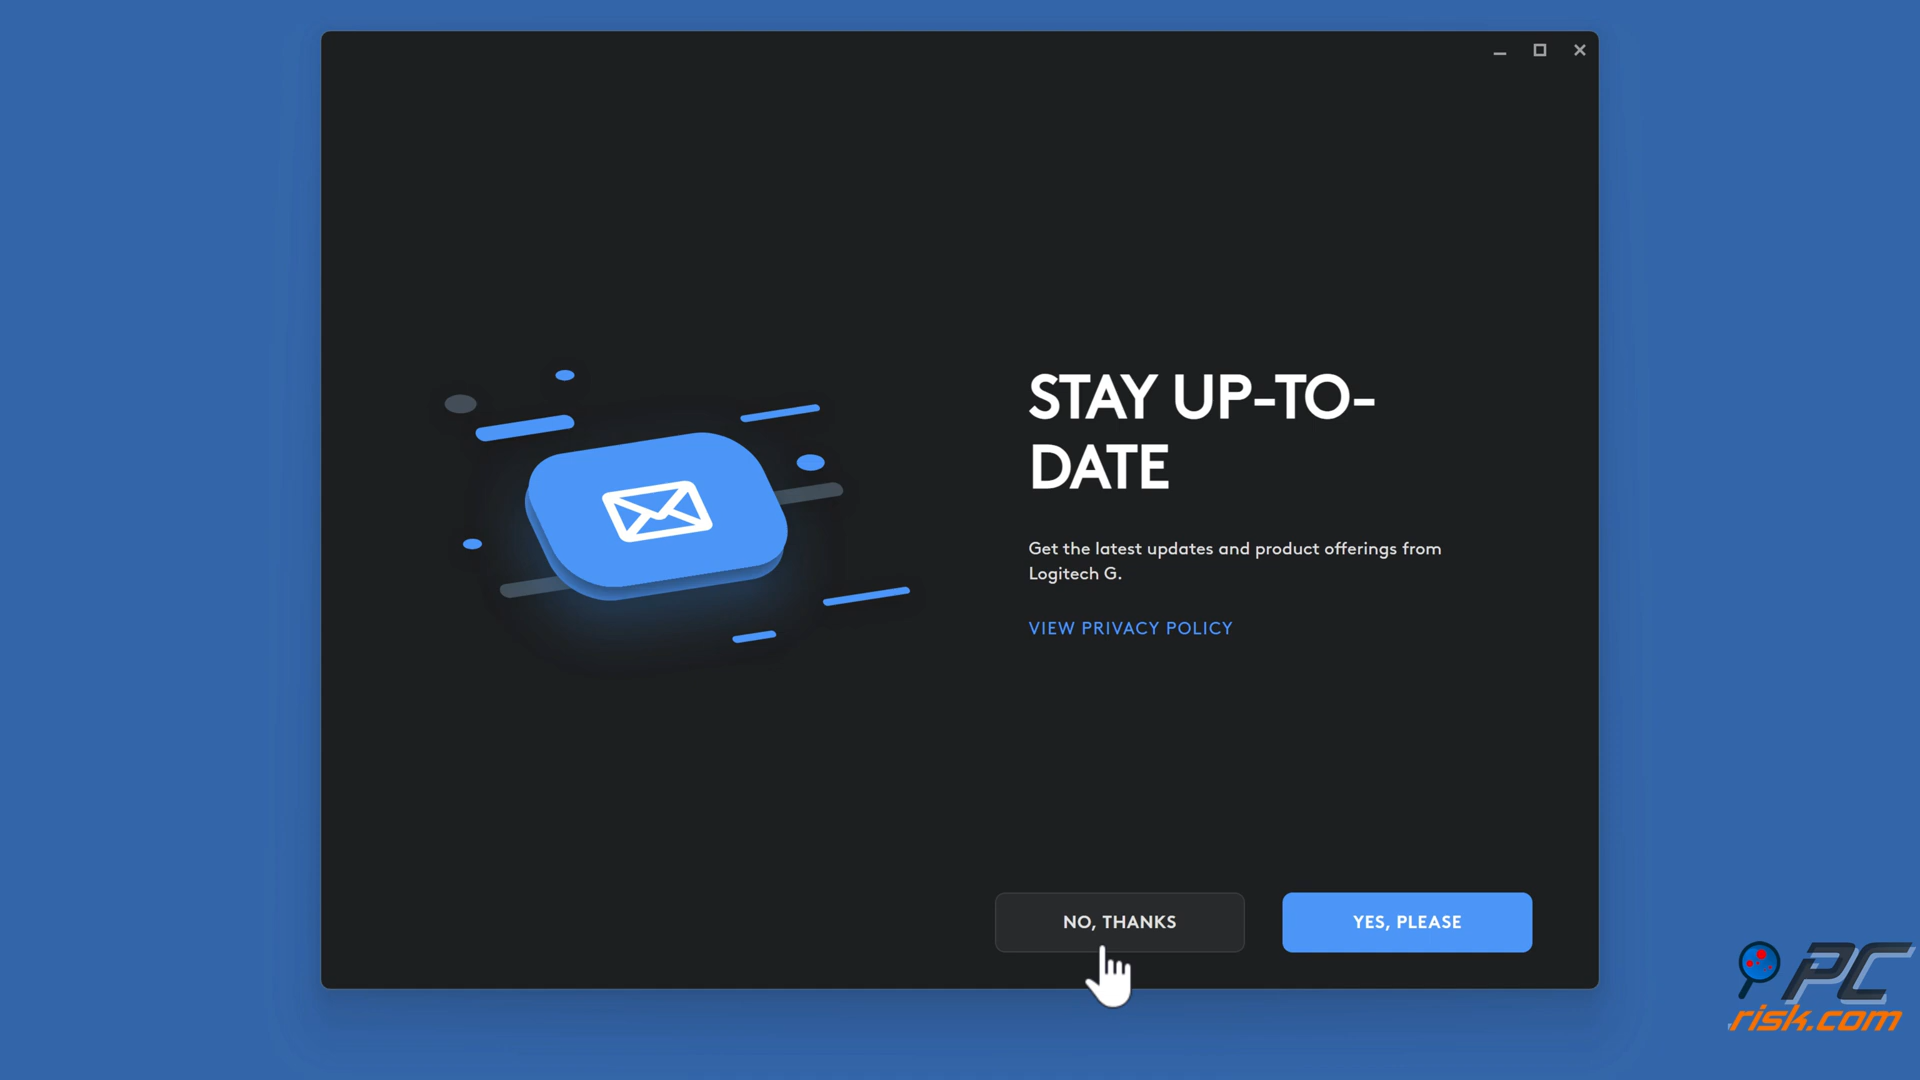 STAY UP-TO-
DATE
Get the latest updates and product offerings from
Logitech G.
VIEW PRIVACY POLICY
NO, THANKS
YES, PLEASE
PC
risk.com